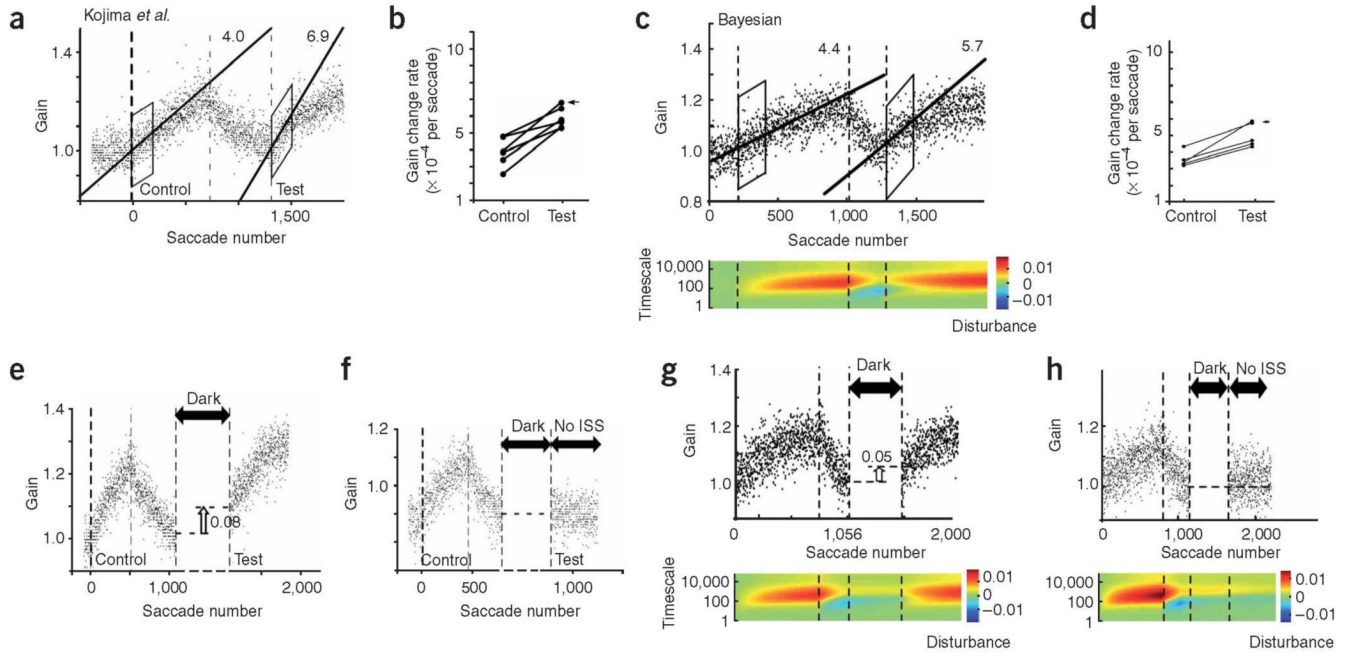 a
Kojima et al.
Gain
1.4
1.2
1.0
4.0
6.9
Control
Test
0
1,500
Saccade number
b
Gain change rate
(× 10⁻⁴ per saccade)
10
5
1
Control
Test
c
Bayesian
Gain
1.4
1.2
1.0
0.8
4.4
5.7
0
500
1,000
1,500
Saccade number
Timescale
10,000
100
1
0.01
0
−0.01
Disturbance
d
Gain change rate
(× 10⁻⁴ per saccade)
10
5
1
Control
Test
e
Gain
1.4
1.2
1.0
Dark
0.08
Control
Test
0
1,000
2,000
Saccade number
f
1.2
1.0
Dark
No ISS
Control
Test
0
500
1,000
Saccade number
g
Gain
1.4
1.2
1.0
Dark
0.05
0
1,056
2,000
Saccade number
Timescale
10,000
100
1
0.01
0
−0.01
Disturbance
h
Gain
1.2
1.0
Dark
No ISS
0
1,000
2,000
Saccade number
10,000
100
1
0.01
0
−0.01
Disturbance